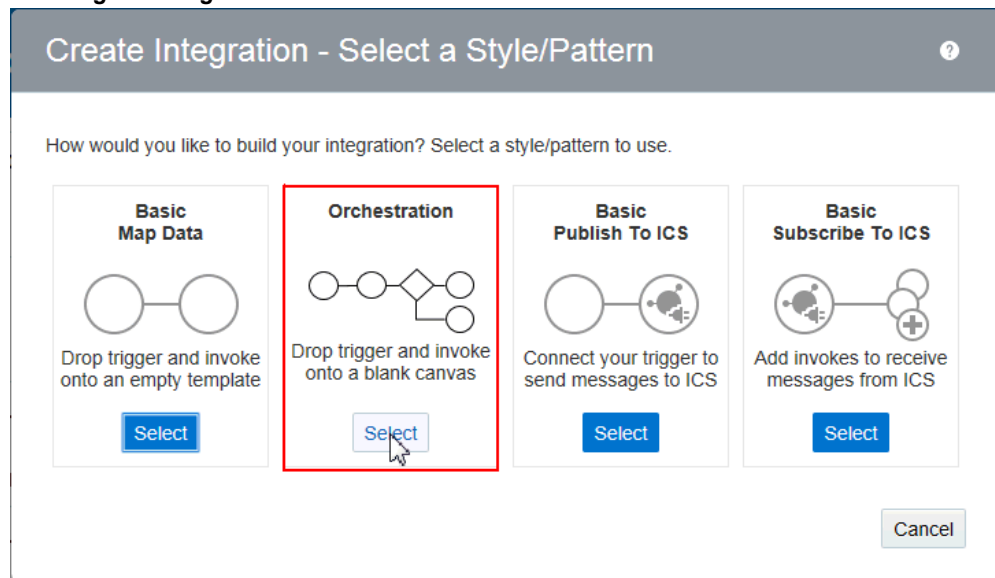 Create Integration - Select a Style/Pattern
?
How would you like to build your integration? Select a style/pattern to use.
Basic
Map Data
Drop trigger and invoke
onto an empty template
Select
Orchestration
Drop trigger and invoke
onto a blank canvas
Select
Basic
Publish To ICS
Connect your trigger to
send messages to ICS
Select
Basic
Subscribe To ICS
Add invokes to receive
messages from ICS
Select
Cancel